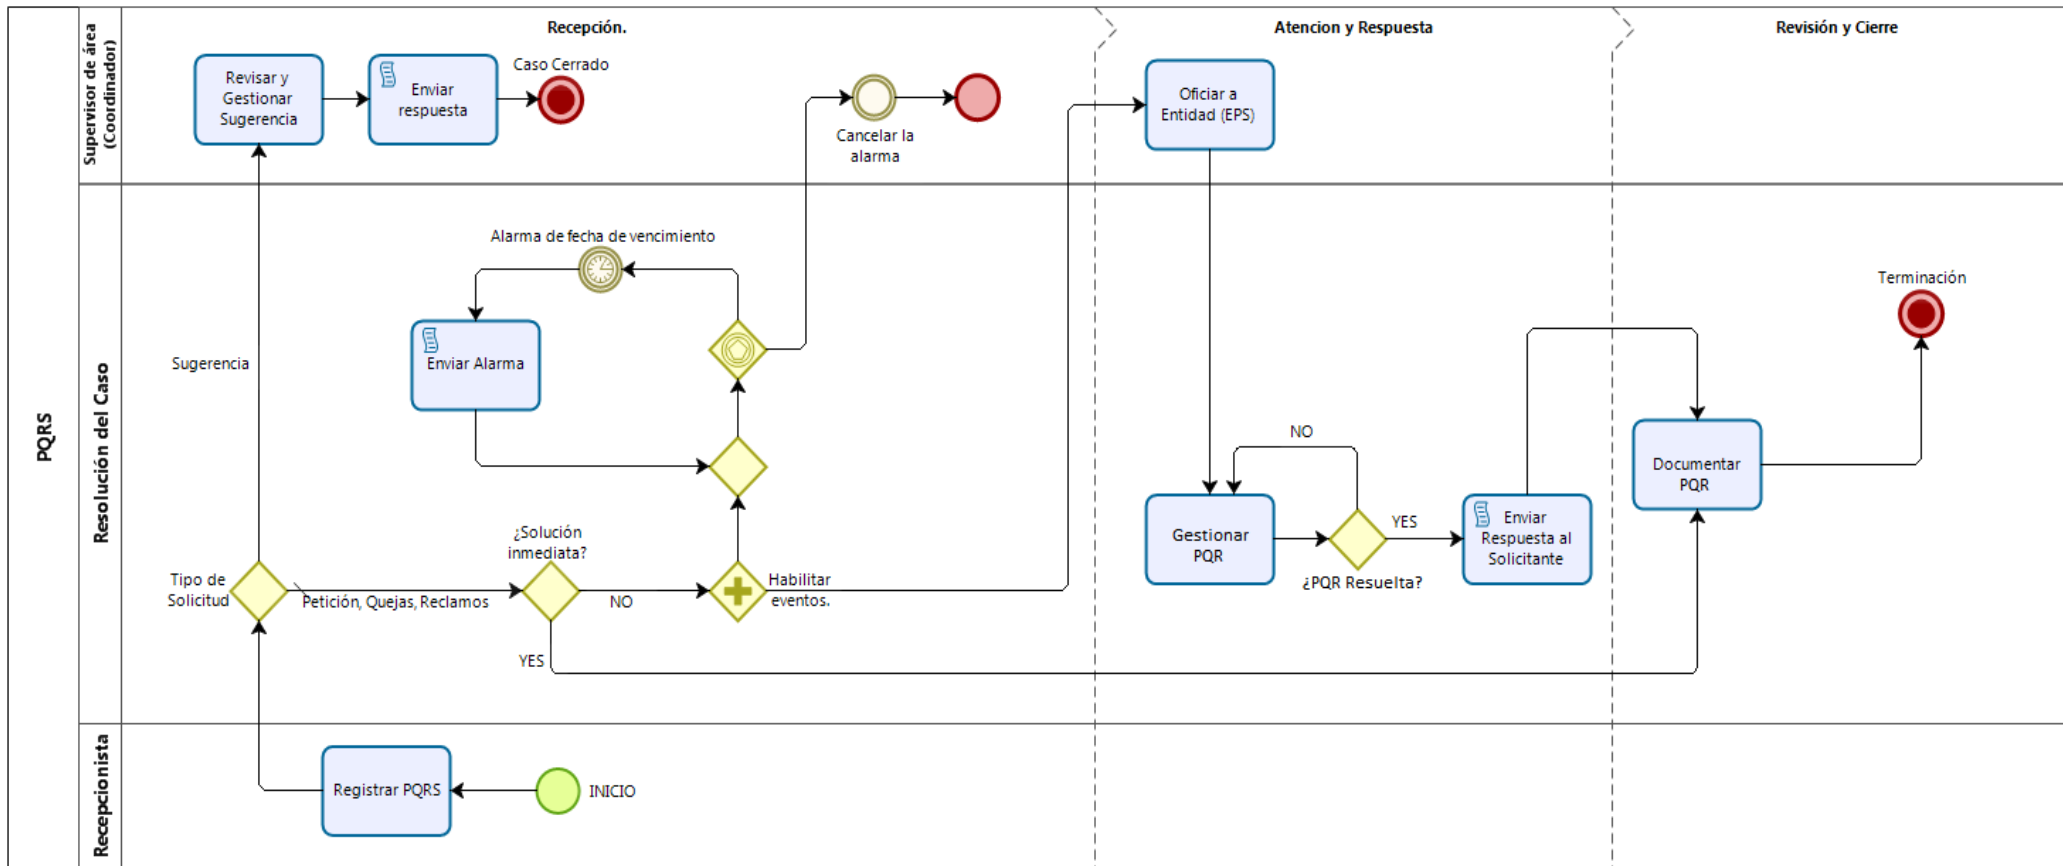 PQRS
Supervisor de área
(Coordinador)
Resolución del Caso
Recepcionista
Recepción.
Atencion y Respuesta
Revisión y Cierre
Revisar y
Gestionar
Sugerencia
Enviar
respuesta
Caso Cerrado
Cancelar la
alarma
Oficiar a
Entidad (EPS)
Alarma de fecha de vencimiento
Enviar Alarma
Sugerencia
Terminación
NO
Documentar
PQR
Gestionar
PQR
YES
¿PQR Resuelta?
Enviar
Respuesta al
Solicitante
¿Solución
inmediata?
Tipo de
Solicitud
Petición, Quejas, Reclamos
NO
Habilitar
eventos.
YES
Registrar PQRS
INICIO